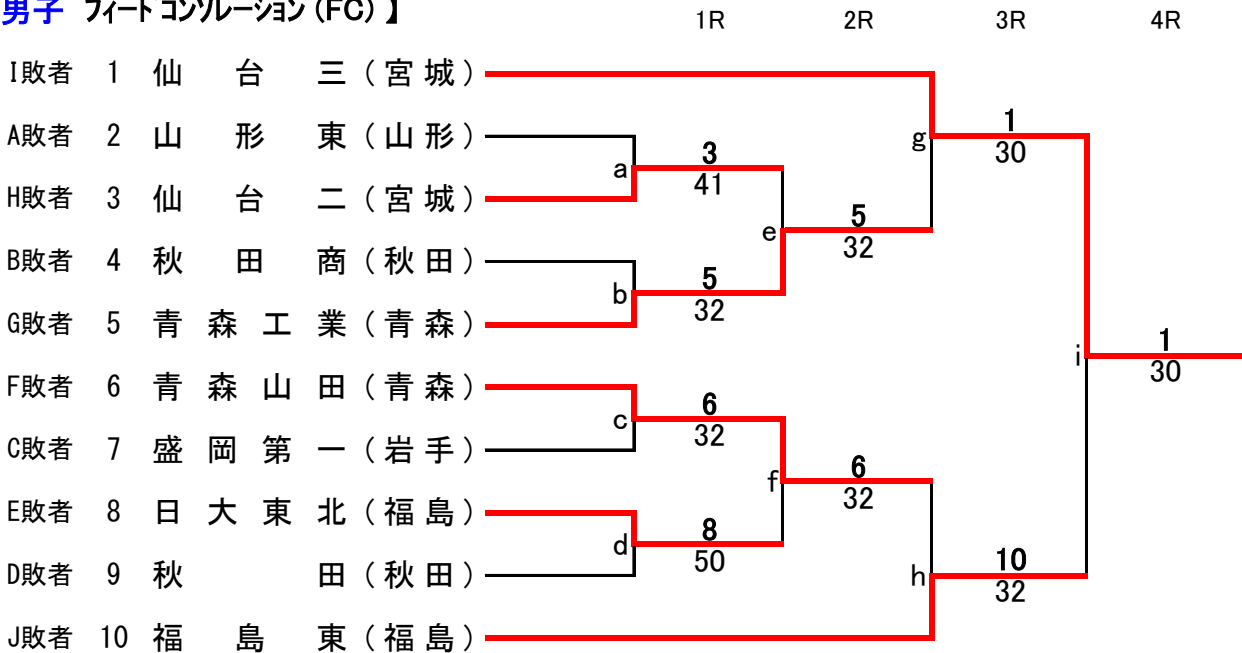 男子 フィードコンソレーション(FC)】
1R 2R 3R 4R
I敗者 1 仙台三(宮城)
A敗者 2 山形東(山形)
H敗者 3 仙台二(宮城)
B敗者 4 秋田商(秋田)
G敗者 5 青森工業(青森)
F敗者 6 青森山田(青森)
C敗者 7 盛岡第一(岩手)
E敗者 8 日大東北(福島)
D敗者 9 秋田(秋田)
J敗者 10 福島東(福島)
a 3
41
b 5
32
c 6
32
d 8
50
e 5
32
f 6
32
g 1
30
h 10
32
i 1
30